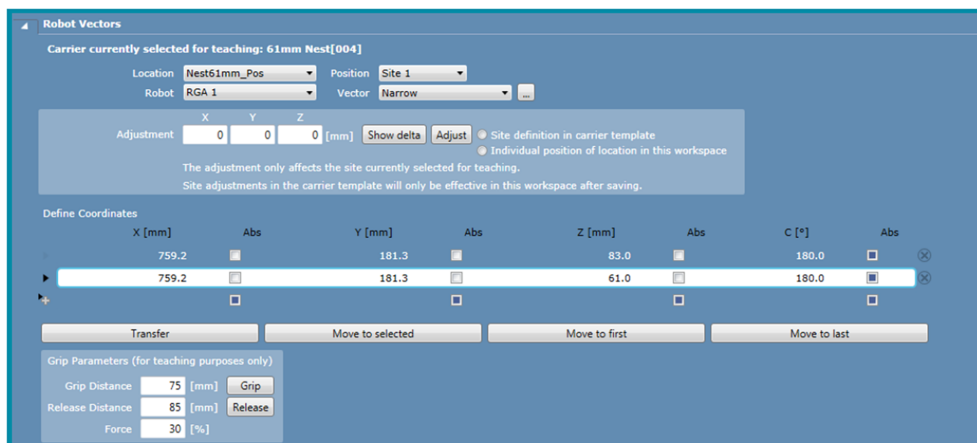 Robot Vectors
Carrier currently selected for teaching: 61mm Nest[004]
Location Nest61mm_Pos Position Site 1
Robot RGA 1 Vector Narrow ...
X Y Z
Adjustment 0 0 0 [mm] Show delta Adjust Site definition in carrier template
Individual position of location in this workspace
The adjustment only affects the site currently selected for teaching.
Site adjustments in the carrier template will only be effective in this workspace after saving.
Define Coordinates
X [mm] Abs Y [mm] Abs Z [mm] Abs C [°] Abs
759.2 181.3 83.0 180.0
759.2 181.3 61.0 180.0
Transfer Move to selected Move to first Move to last
Grip Parameters (for teaching purposes only)
Grip Distance 75 [mm] Grip
Release Distance 85 [mm] Release
Force 30 [%]